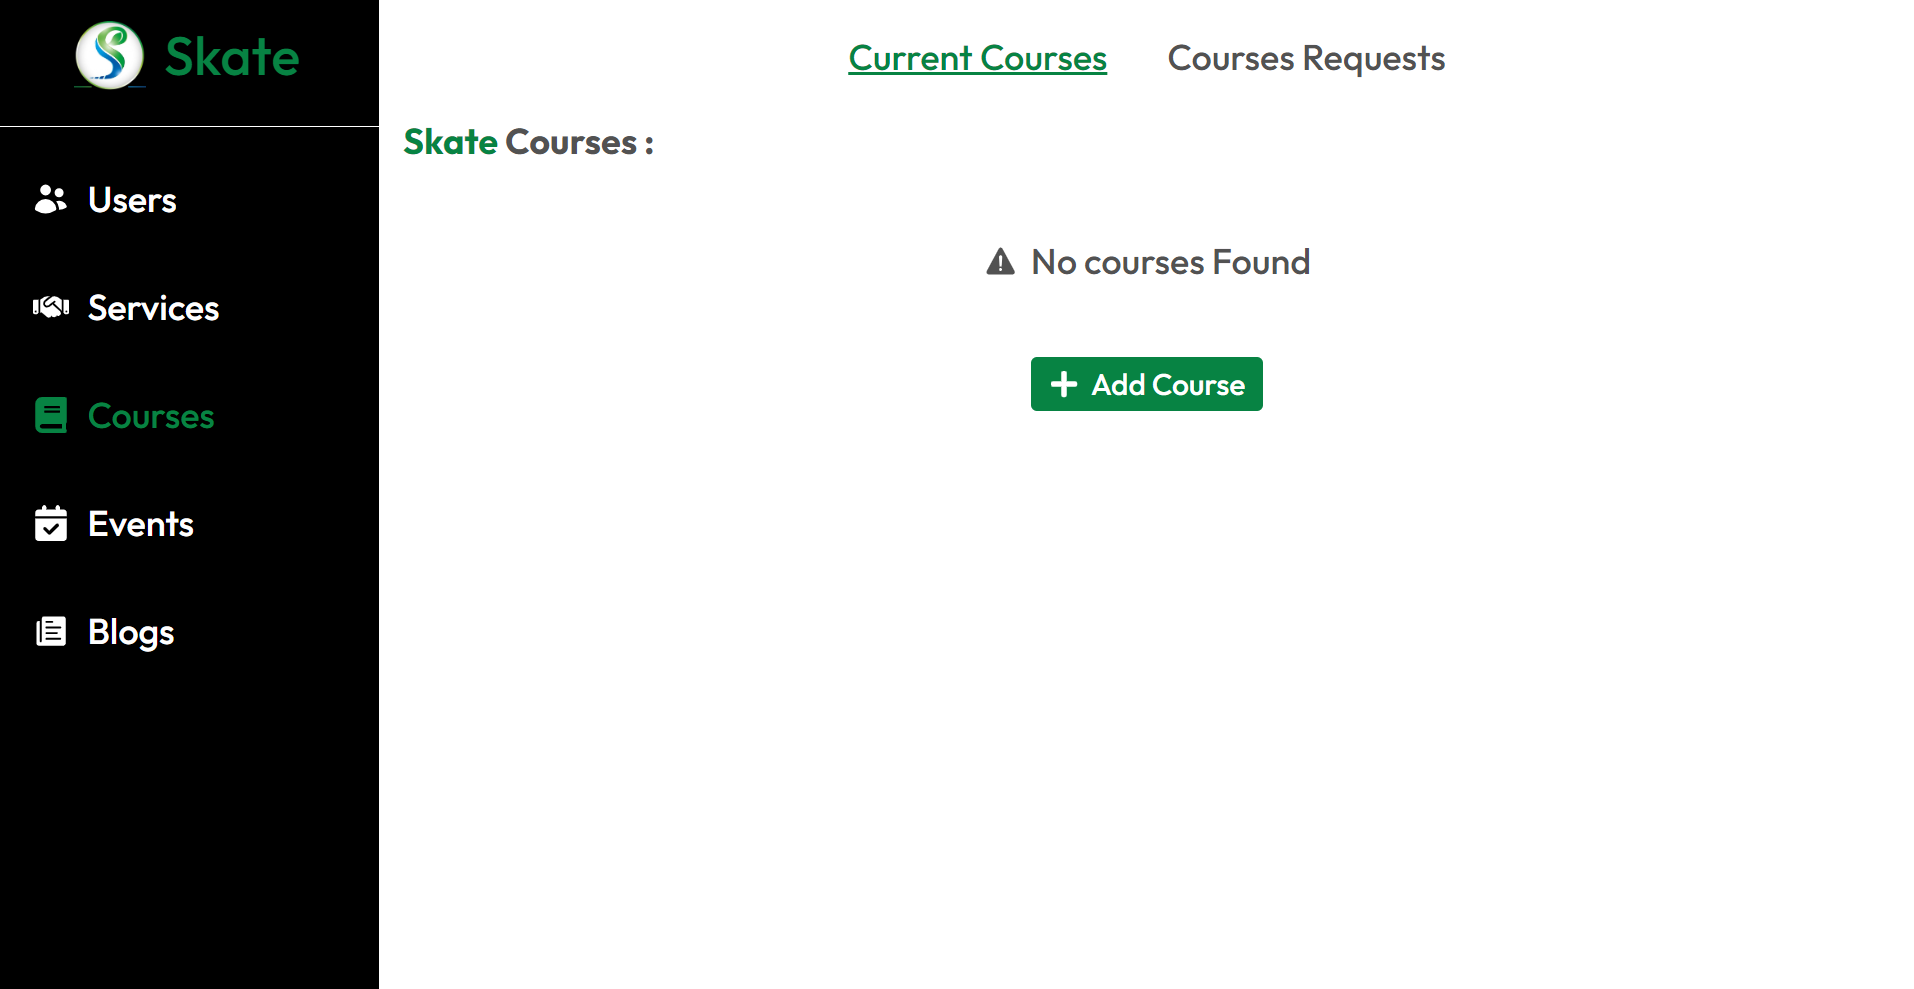 Skate
Users
Services
Courses
Events
Blogs
Current Courses
Courses Requests
Skate Courses :
No courses Found
Add Course